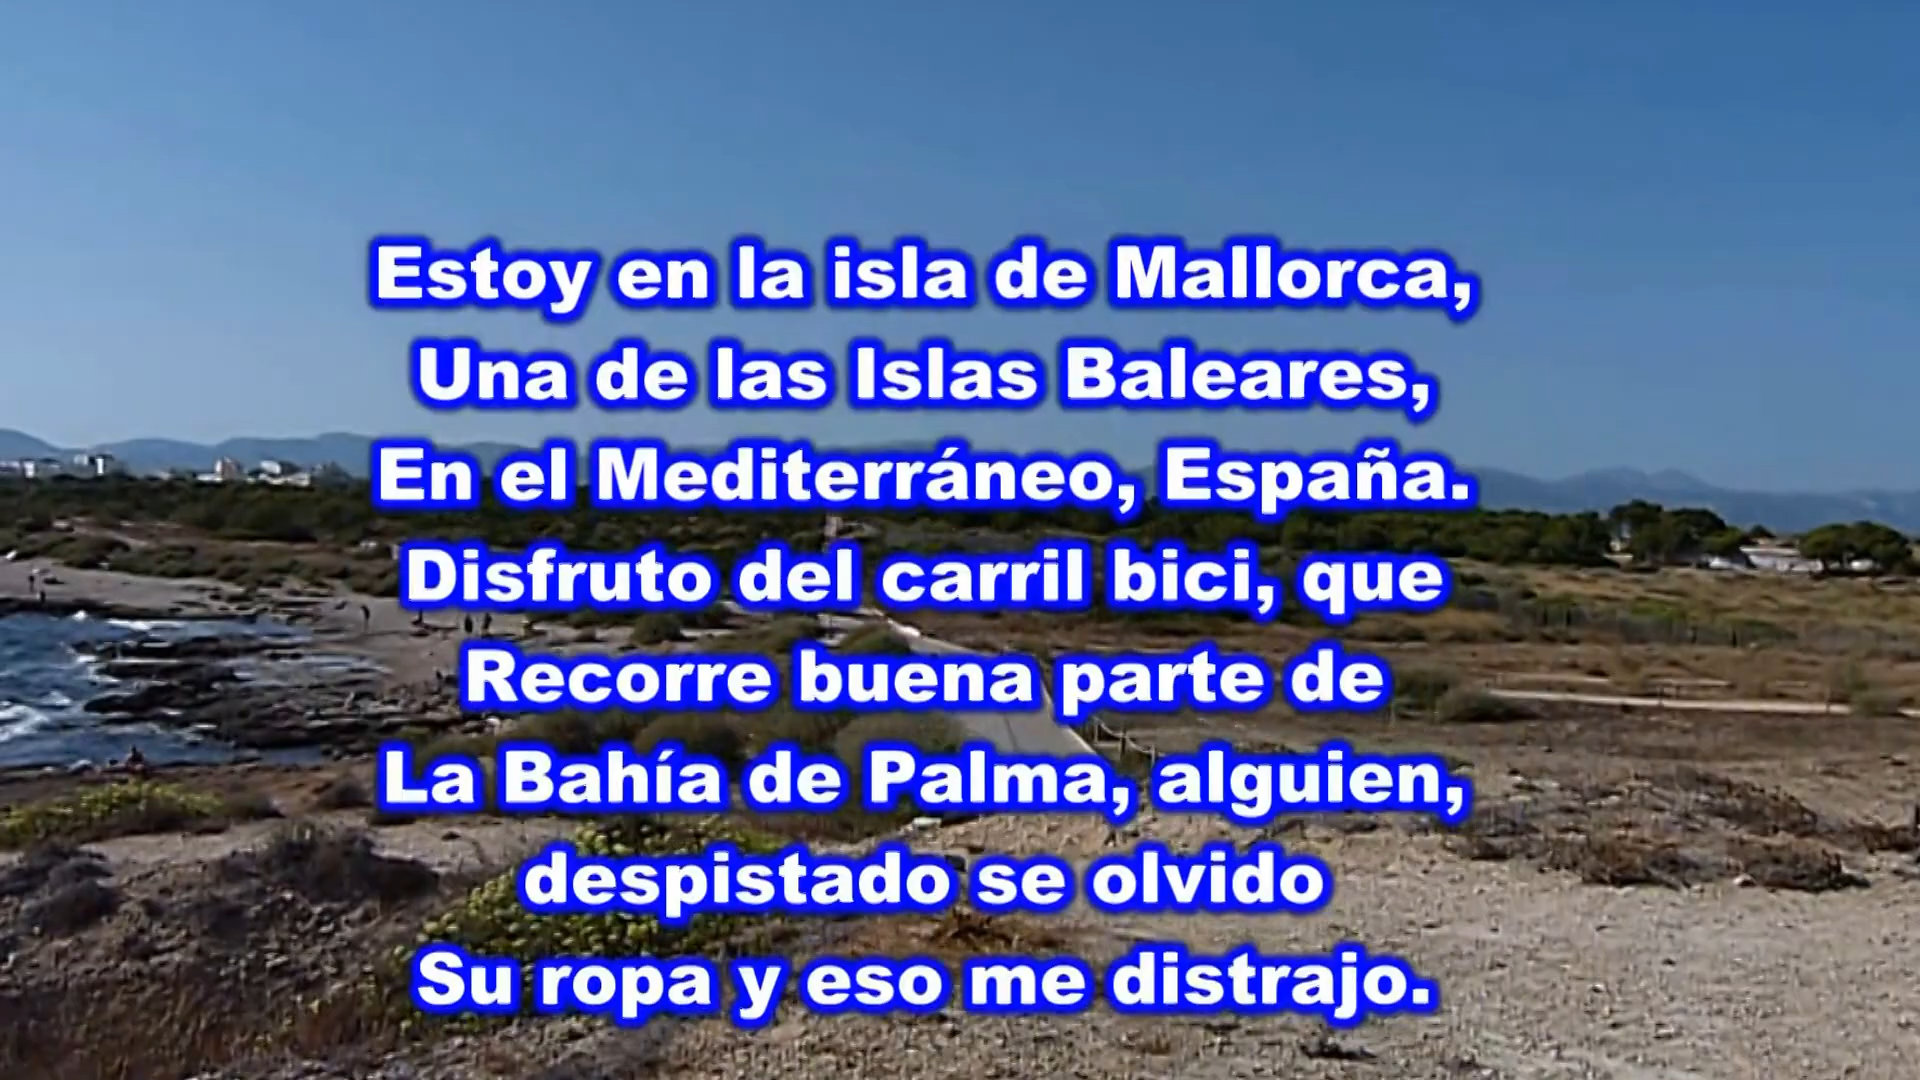 Estoy en la isla de Mallorca,
Una de las Islas Baleares,
En el Mediterráneo, España.
Disfruto del carril bici, que
Recorre buena parte de
La Bahía de Palma, alguien,
despistado se olvido
Su ropa y eso me distrajo.